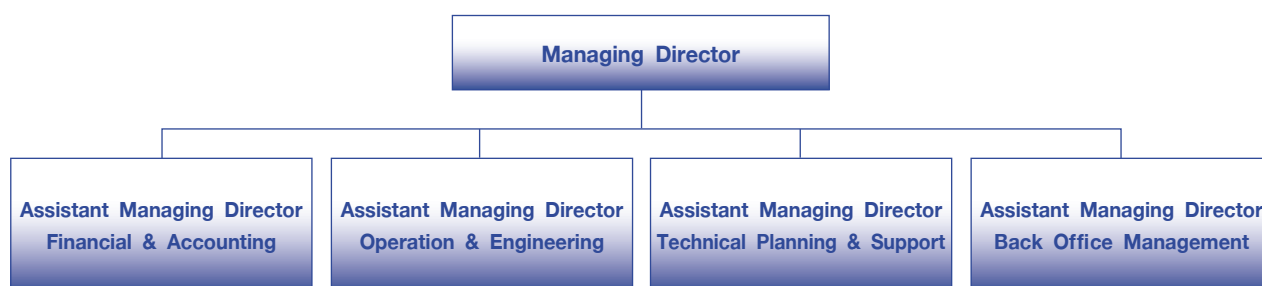 Managing Director
Assistant Managing Director
Financial & Accounting
Assistant Managing Director
Operation & Engineering
Assistant Managing Director
Technical Planning & Support
Assistant Managing Director
Back Office Management